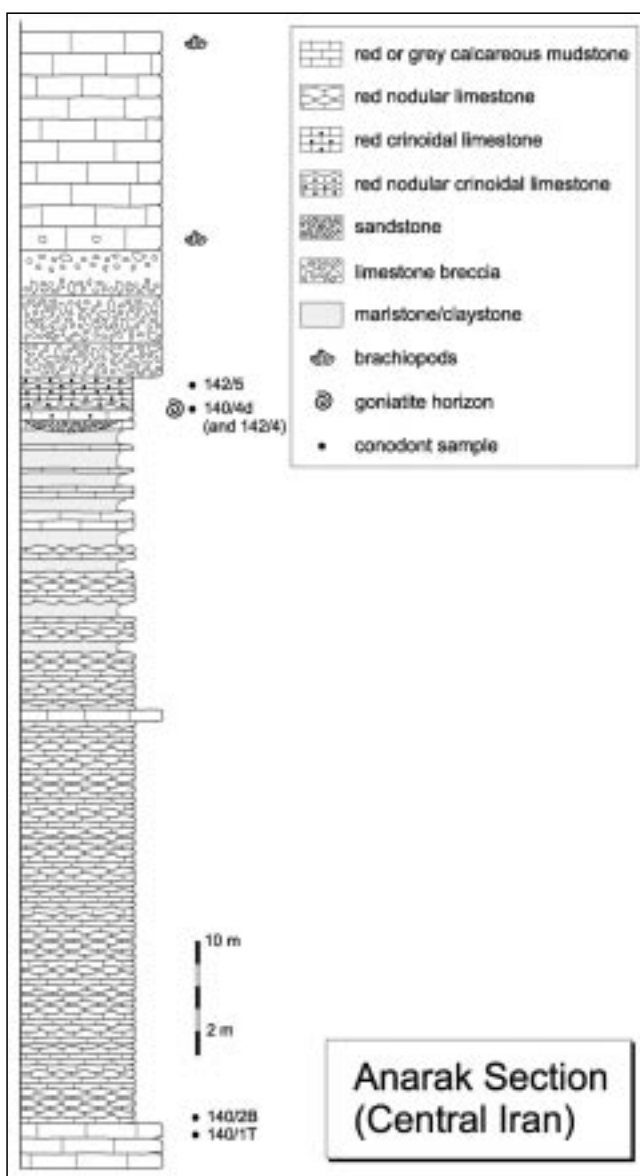 red or grey calcareous mudstone
red nodular limestone
red crinoidal limestone
red nodular crinoidal limestone
sandstone
limestone breccia
marlstone/claystone
brachiopods
goniatite horizon
conodont sample
142/5
140/4d
(and 142/4)
10 m
2 m
140/2B
140/1T
Anarak Section
(Central Iran)